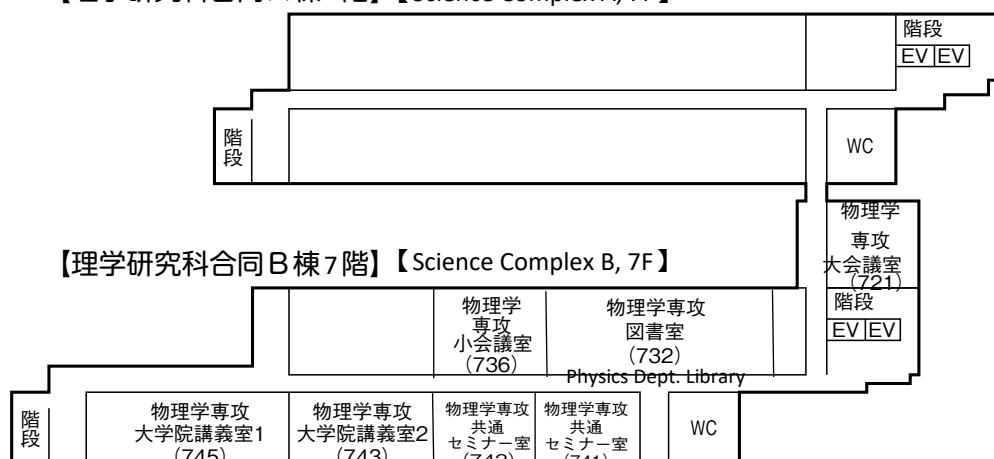 階段
EV EV
階段
WC
物理学
専攻
大会議室
(721)
【理学研究科合同B棟7階】【Science Complex B, 7F】
階段
EV EV
物理学
専攻
小会議室
(736)
物理学専攻
図書室
(732)
Physics Dept. Library
階段
物理学専攻
大学院講義室1
(745)
物理学専攻
大学院講義室2
(743)
物理学専攻
共通
セミナー室
物理学専攻
共通
セミナー室
(741)
WC